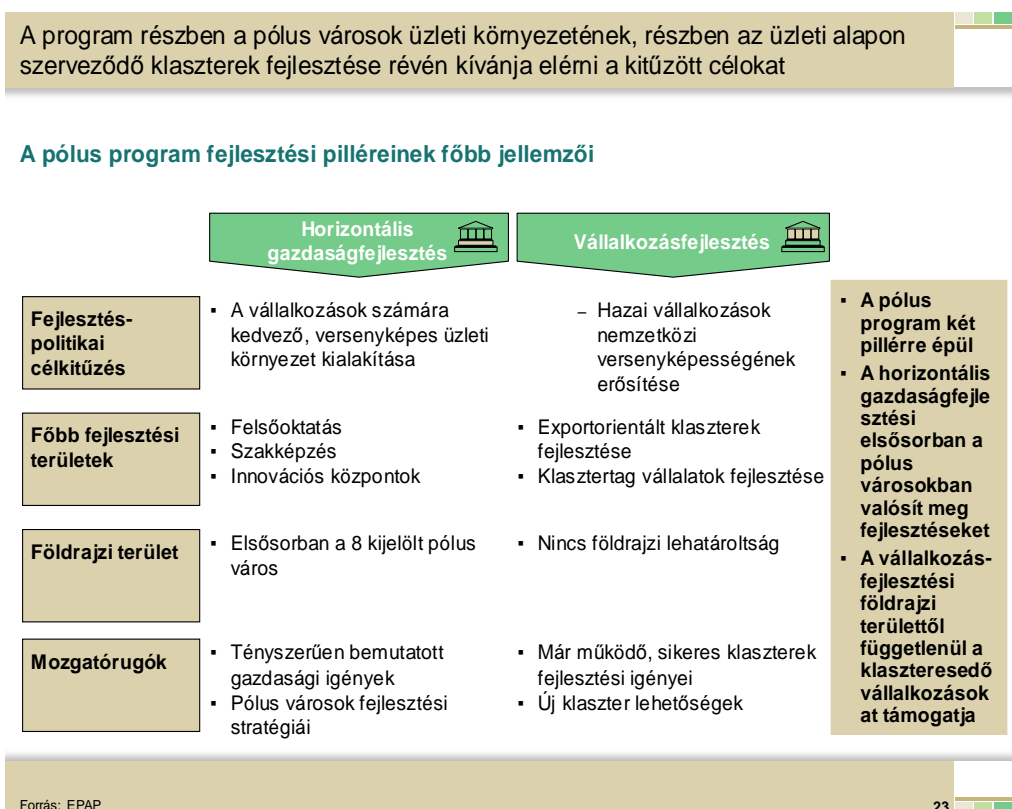 A program részben a pólus városok üzleti környezetének, részben az üzleti alapon
szerveződő klaszterek fejlesztése révén kívánja elérni a kitűzött célokat
A pólus program fejlesztési pilléreinek főbb jellemzői
Horizontális
gazdaságfejlesztés
Vállalkozásfejlesztés
Fejlesztés-
politikai
célkitűzés
▪ A vállalkozások számára
kedvező, versenyképes üzleti
környezet kialakítása
– Hazai vállalkozások
nemzetközi
versenyképességének
erősítése
Főbb fejlesztési
területek
▪ Felsőoktatás
▪ Szakképzés
▪ Innovációs központok
▪ Exportorientált klaszterek
fejlesztése
▪ Klasztertag vállalatok fejlesztése
Földrajzi terület
▪ Elsősorban a 8 kijelölt pólus
város
▪ Nincs földrajzi lehatároltság
Mozgatórugók
▪ Tényszerűen bemutatott
gazdasági igények
▪ Pólus városok fejlesztési
stratégiái
▪ Már működő, sikeres klaszterek
fejlesztési igényei
▪ Új klaszter lehetőségek
▪ A pólus
program két
pillérre épül
▪ A horizontális
gazdaságfejle
sztési
elsősorban a
pólus
városokban
valósít meg
fejlesztéseket
▪ A vállalkozás-
fejlesztési
földrajzi
területtől
függetlenül a
klaszteresedő
vállalkozások
at támogatja
Forrás: EPAP
23